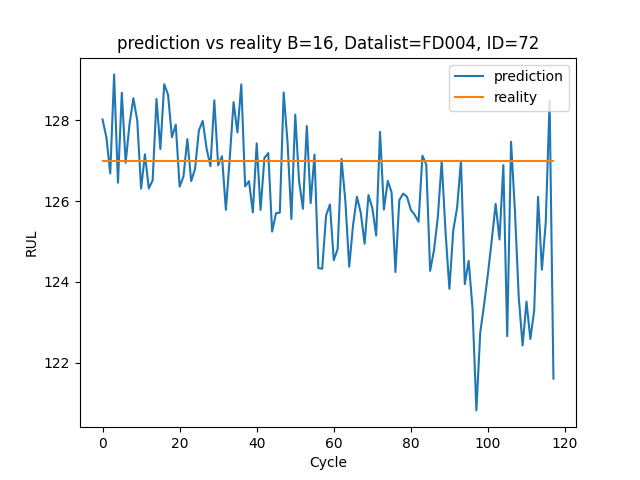 prediction vs reality B=16, Datalist=FD004, ID=72
prediction
reality
RUL
128
126
124
122
0
20
40
60
80
100
120
Cycle